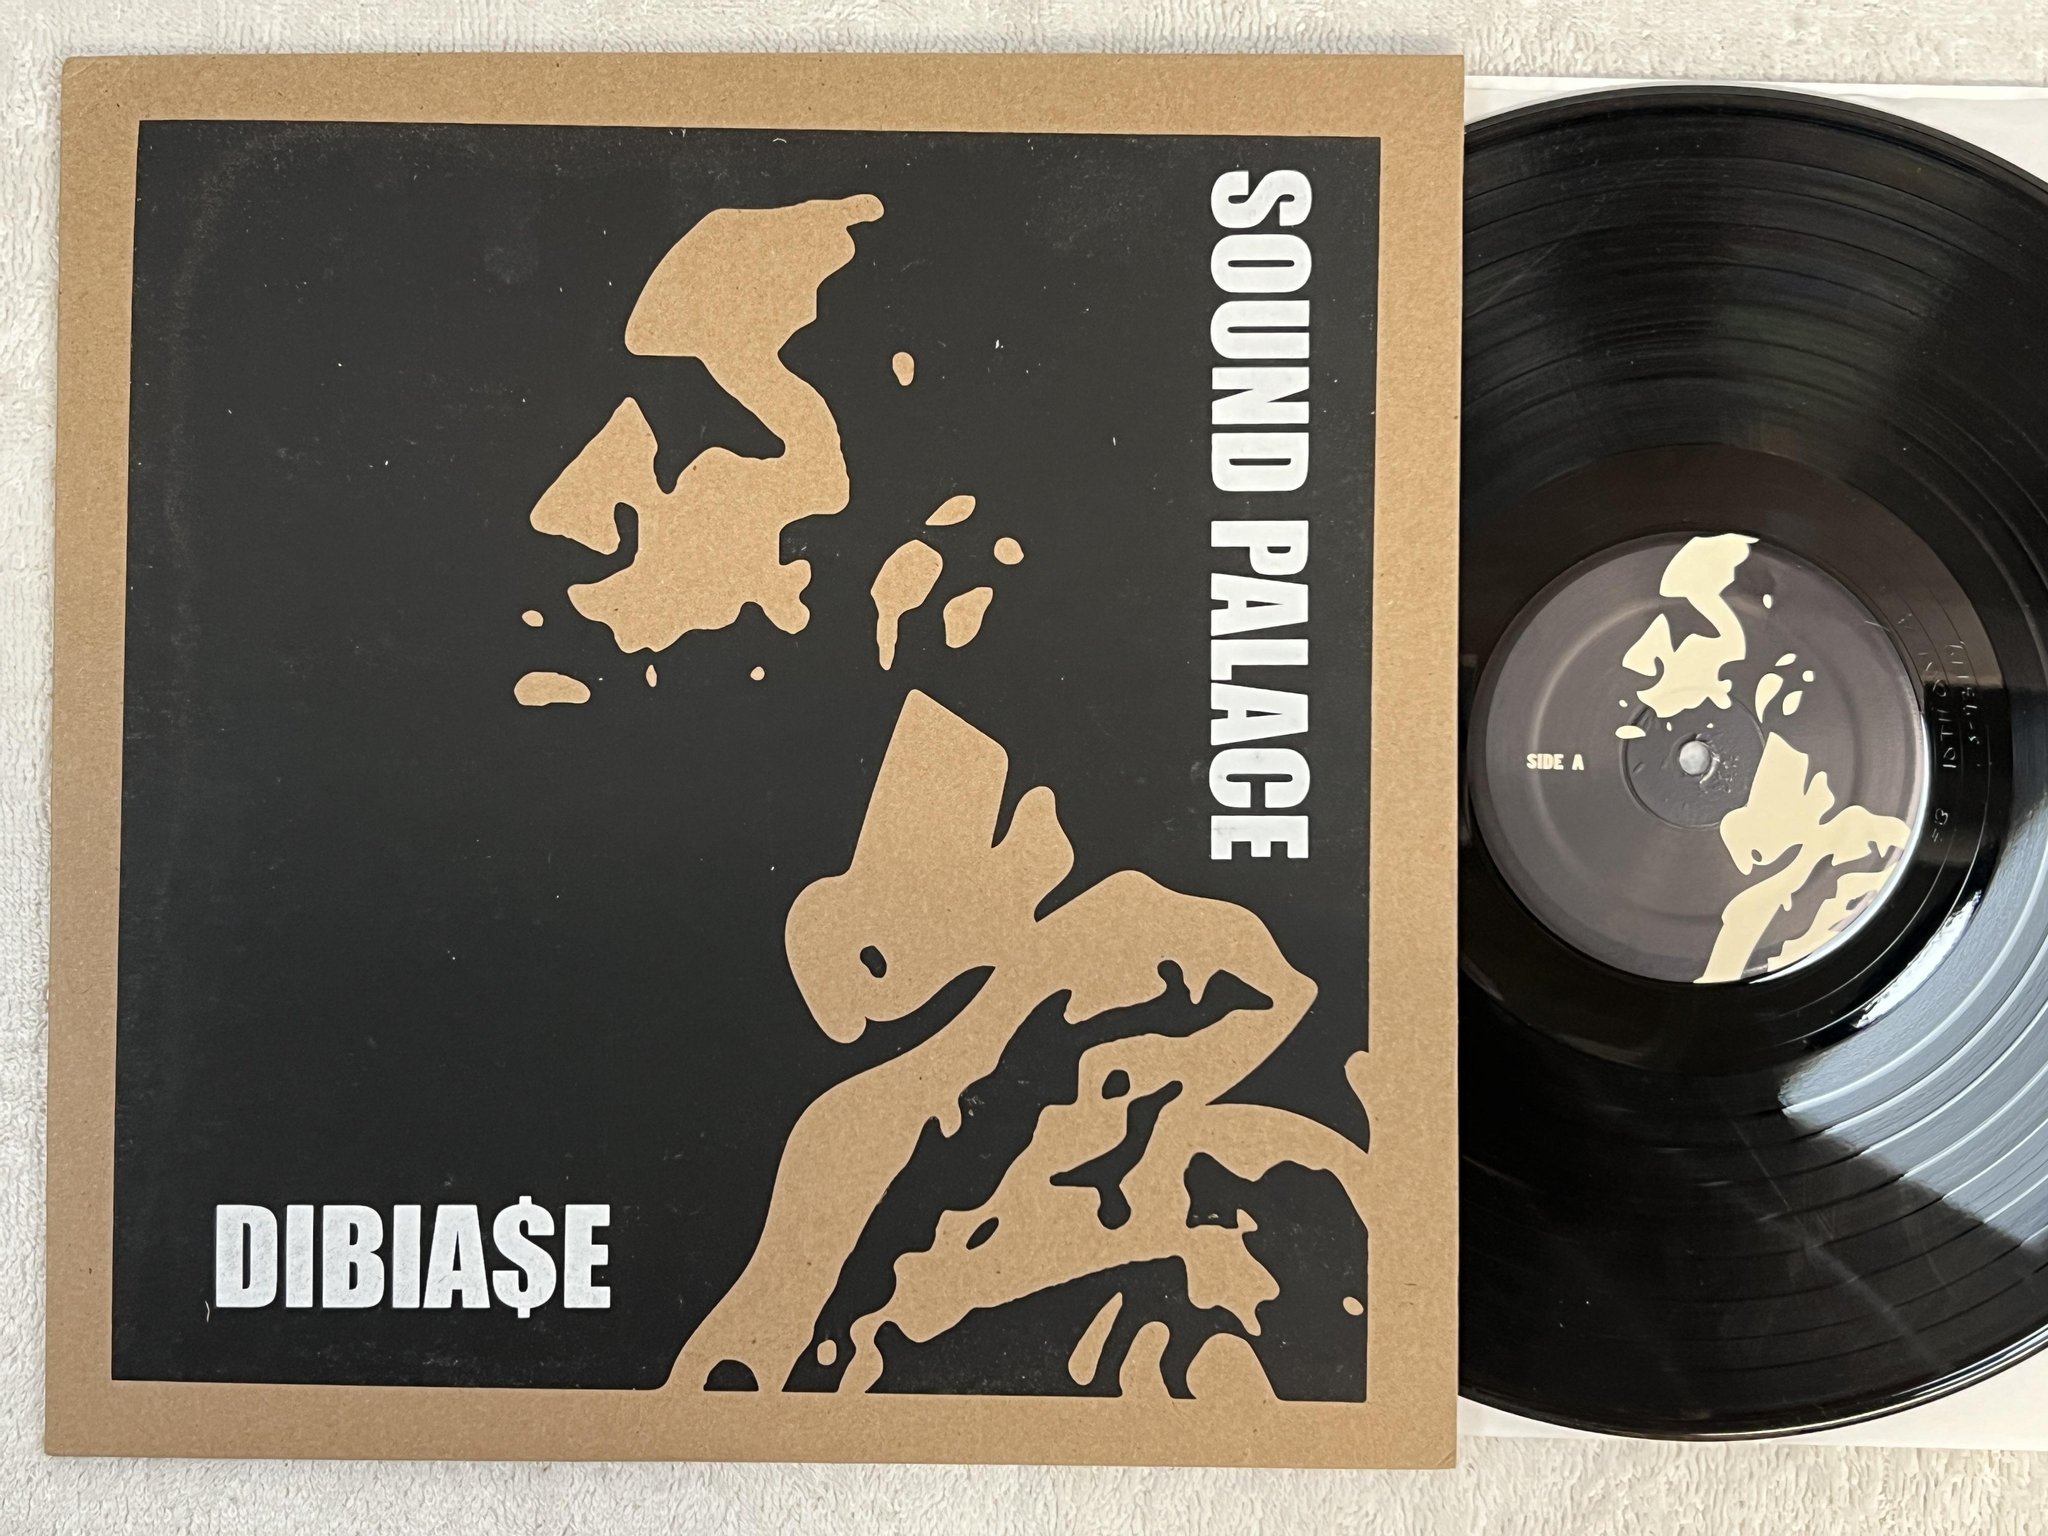 SOUND PALACE
DIBIA$E
SIDE A